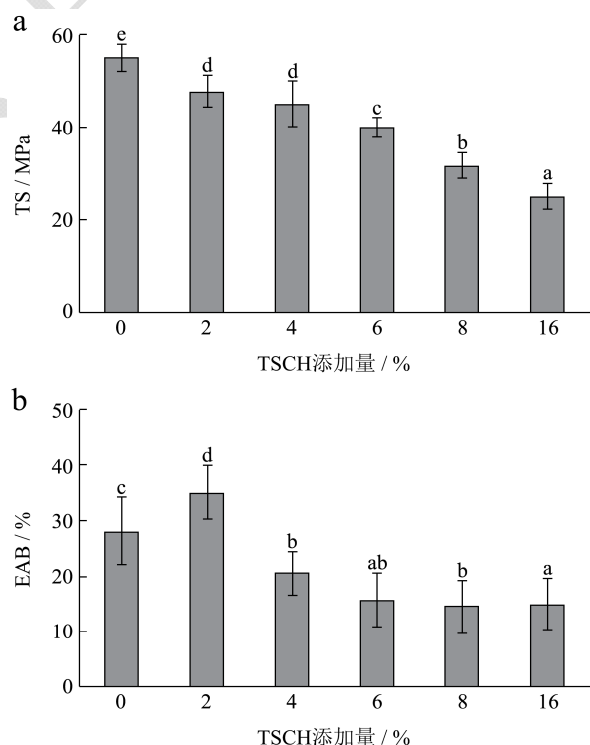 a
60
40
20
0
TS / MPa
e
d
d
c
b
a
0 2 4 6 8 16
TSCH添加量 / %
b
50
40
30
20
10
0
EAB / %
c
d
b
ab
b
a
0 2 4 6 8 16
TSCH添加量 / %